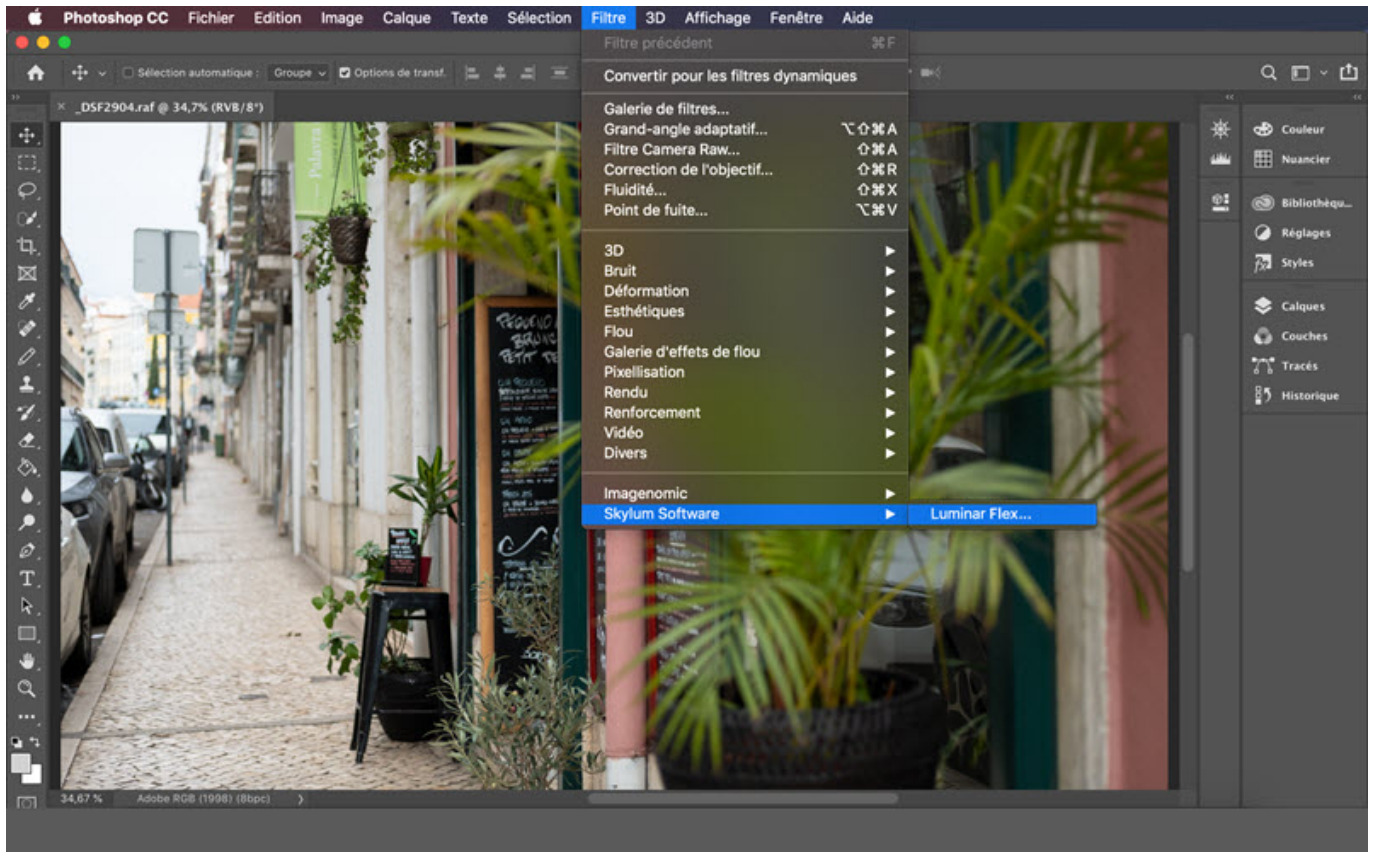 Photoshop CC Fichier Edition Image Calque Texte Sélection Filtre 3D Affichage Fenêtre Aide
Sélection automatique : Groupe Options de transf.
× _DSF2904.raf @ 34,7% (RVB/8*)
Filtre précédent ⌘F
Convertir pour les filtres dynamiques
Galerie de filtres...
Grand-angle adaptatif... ⌥⇧⌘A
Filtre Camera Raw... ⇧⌘A
Correction de l'objectif... ⇧⌘R
Fluidité... ⇧⌘X
Point de fuite... ⌥⌘V
3D
Bruit
Déformation
Esthétiques
Flou
Galerie d'effets de flou
Pixellisation
Rendu
Renforcement
Vidéo
Divers
Imagenomic
Skylum Software
Luminar Flex...
Couleur
Nuancier
Bibliothèqu...
Réglages
Styles
Calques
Couches
Tracés
Historique
Palavra
PEQUENO
BRUNC
PETIT
34,67 % Adobe RGB (1998) (8bpc)